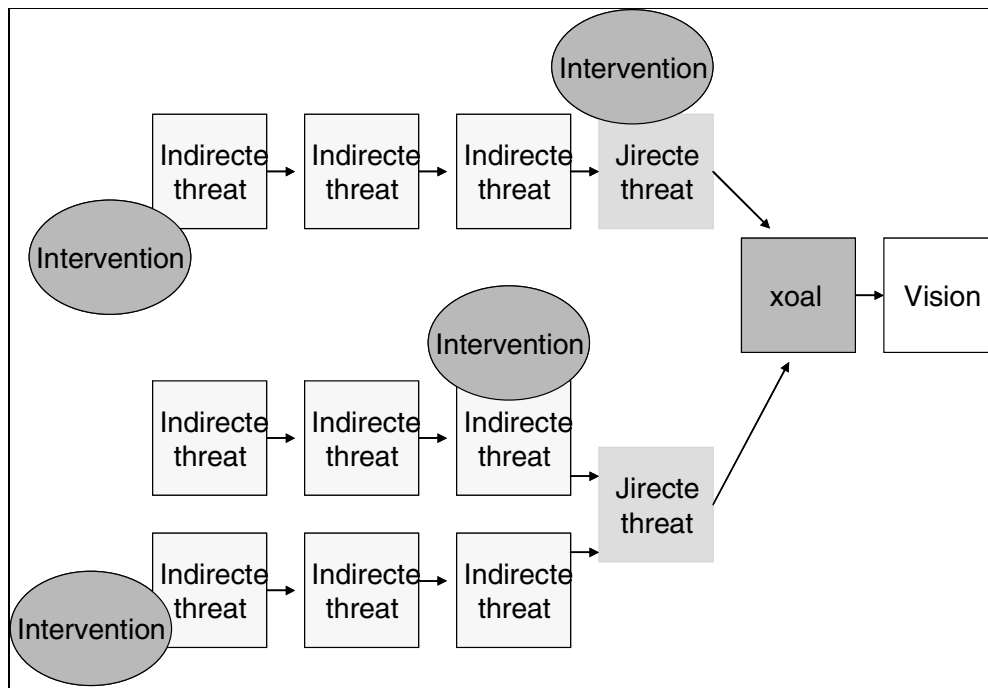 Intervention
Indirecte
threat
Indirecte
threat
Indirecte
threat
Jirecte
threat
Intervention
xoal
Vision
Intervention
Indirecte
threat
Indirecte
threat
Indirecte
threat
Jirecte
threat
Indirecte
threat
Indirecte
threat
Indirecte
threat
Intervention